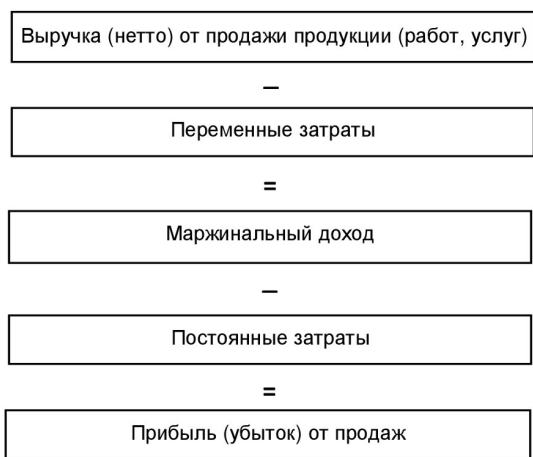 Выручка (нетто) от продажи продукции (работ, услуг)
–
Переменные затраты
=
Маржинальный доход
–
Постоянные затраты
=
Прибыль (убыток) от продаж